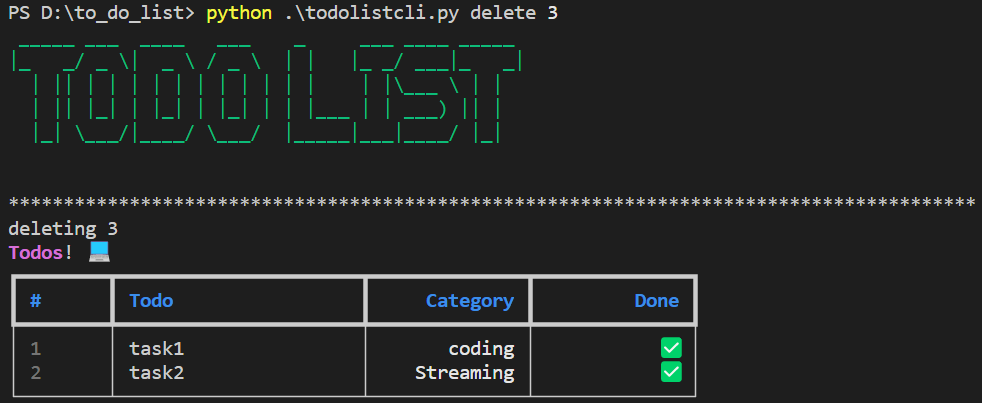 PS D:\to_do_list> python .\todolistcli.py delete 3
TODO LIST
****************************************************************************************
deleting 3
Todos! 💻
# Todo Category Done
1 task1 coding ✅
2 task2 Streaming ✅